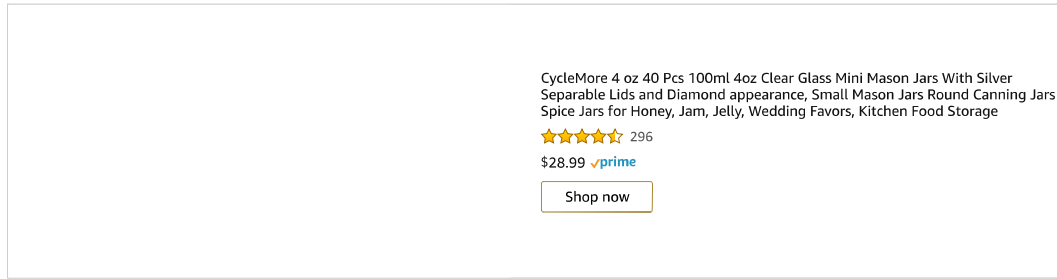 CycleMore 4 oz 40 Pcs 100ml 4oz Clear Glass Mini Mason Jars With Silver
Separable Lids and Diamond appearance, Small Mason Jars Round Canning Jars
Spice Jars for Honey, Jam, Jelly, Wedding Favors, Kitchen Food Storage
296
$28.99 prime
Shop now